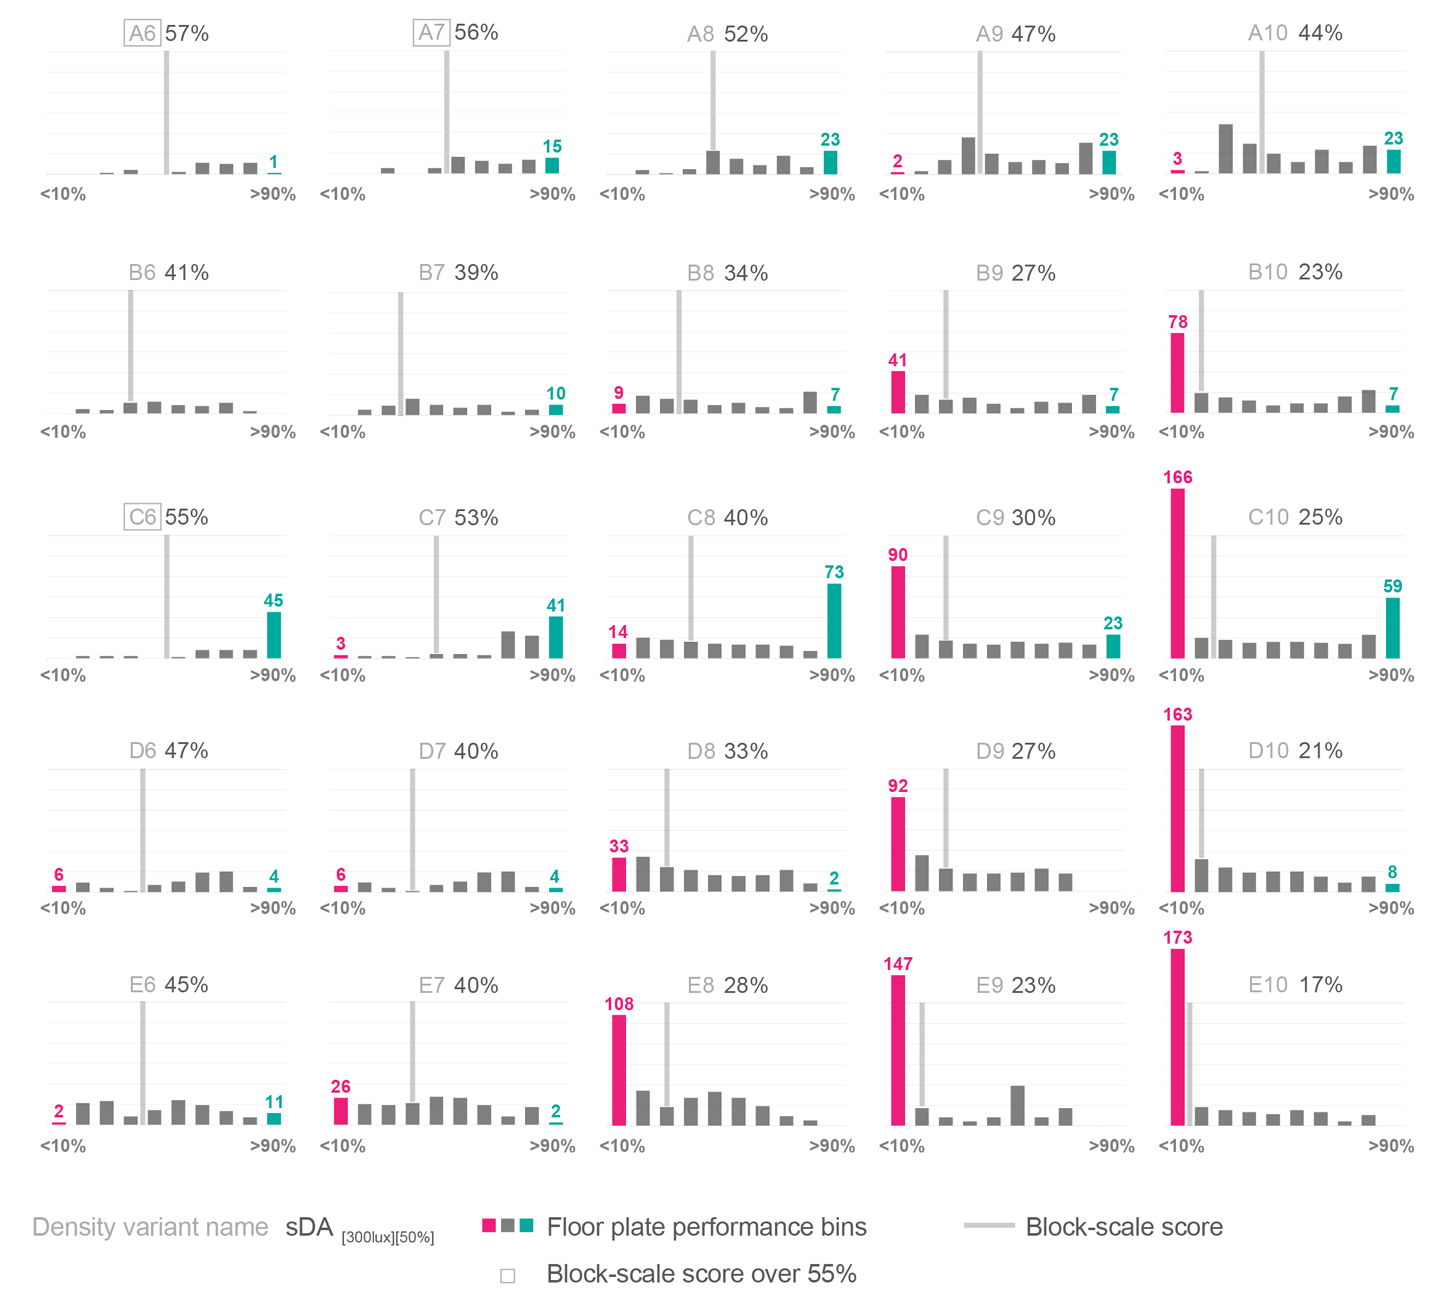 A6 57%
A7 56%
A8 52%
A9 47%
A10 44%
1
15
23
2
23
3
23
<10% >90%
<10% >90%
<10% >90%
<10% >90%
<10% >90%
B6 41%
B7 39%
B8 34%
B9 27%
B10 23%
10
9
7
41
7
78
7
<10% >90%
<10% >90%
<10% >90%
<10% >90%
<10% >90%
C6 55%
C7 53%
C8 40%
C9 30%
C10 25%
45
3
41
14
73
90
23
166
59
<10% >90%
<10% >90%
<10% >90%
<10% >90%
<10% >90%
D6 47%
D7 40%
D8 33%
D9 27%
D10 21%
6
4
6
4
33
2
92
163
8
<10% >90%
<10% >90%
<10% >90%
<10% >90%
<10% >90%
E6 45%
E7 40%
E8 28%
E9 23%
E10 17%
2
11
26
2
108
147
173
<10% >90%
<10% >90%
<10% >90%
<10% >90%
<10% >90%
Density variant name sDA [300lux][50%] Floor plate performance bins Block-scale score
Block-scale score over 55%